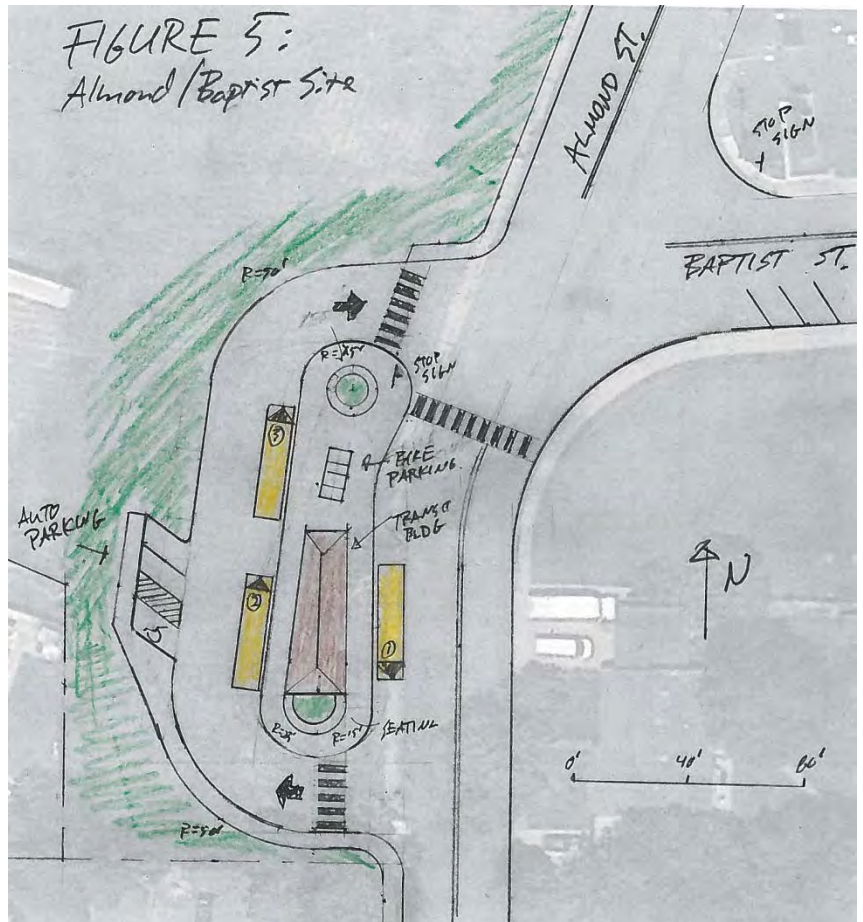 FIGURE 5:
Almond/Baptist Site
ALMOND ST.
STOP
SIGN
BAPTIST ST.
R=50'
STOP
SIGN
③
BIKE
PARKING
AUTO
PARKING
TRANSIT
BLDG
②
①
SEATING
R=15'
R=50'
N
0'
40'
80'